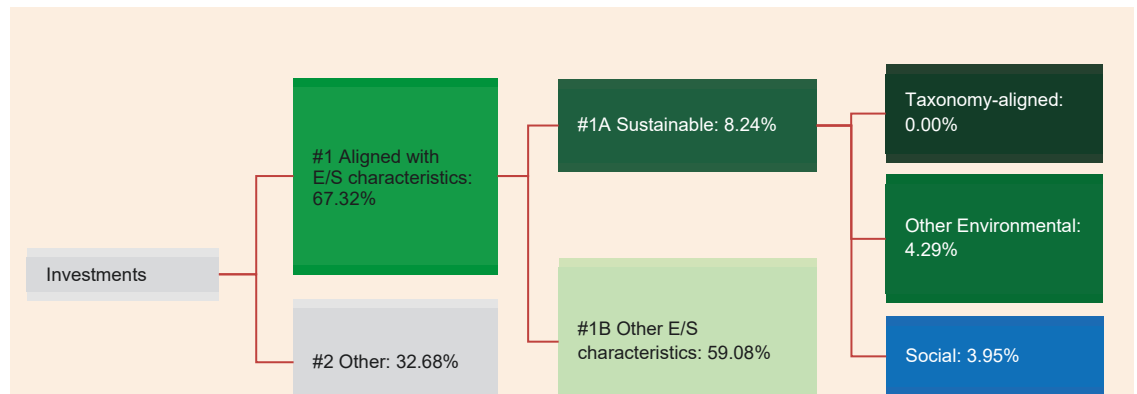 Investments
#1 Aligned with
E/S characteristics:
67.32%
#2 Other: 32.68%
#1A Sustainable: 8.24%
#1B Other E/S
characteristics: 59.08%
Taxonomy-aligned:
0.00%
Other Environmental:
4.29%
Social: 3.95%